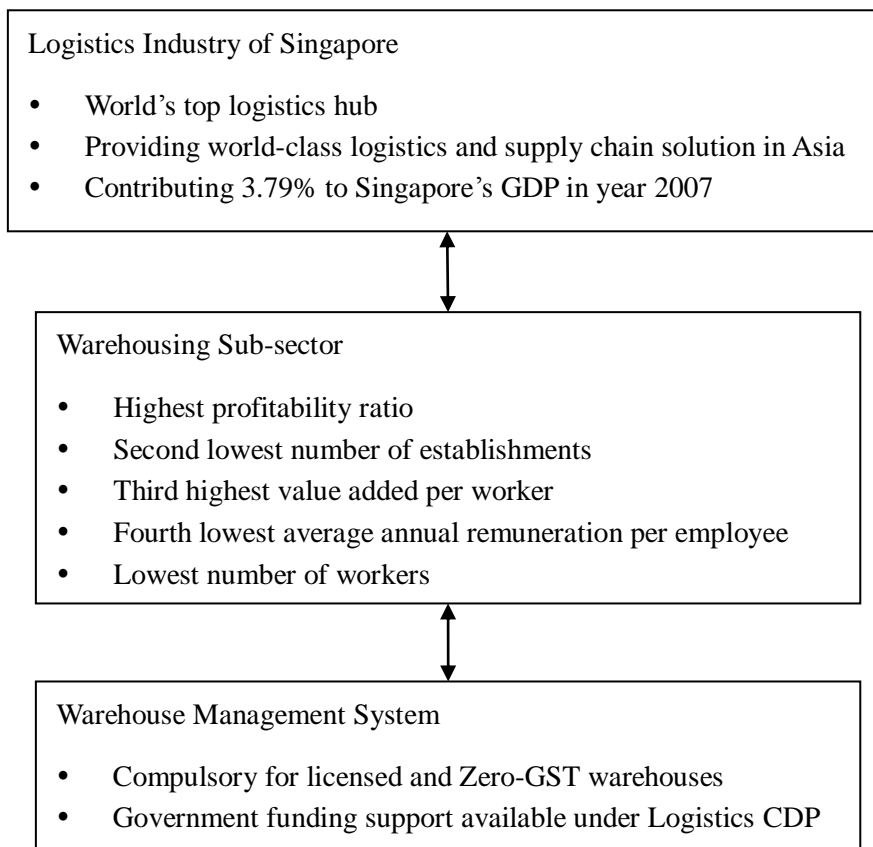 Logistics Industry of Singapore
• World’s top logistics hub
• Providing world-class logistics and supply chain solution in Asia
• Contributing 3.79% to Singapore’s GDP in year 2007
Warehousing Sub-sector
• Highest profitability ratio
• Second lowest number of establishments
• Third highest value added per worker
• Fourth lowest average annual remuneration per employee
• Lowest number of workers
Warehouse Management System
• Compulsory for licensed and Zero-GST warehouses
• Government funding support available under Logistics CDP